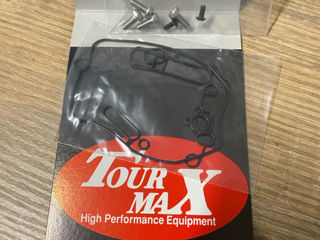 TOUR
MAX
High Performance Equipment